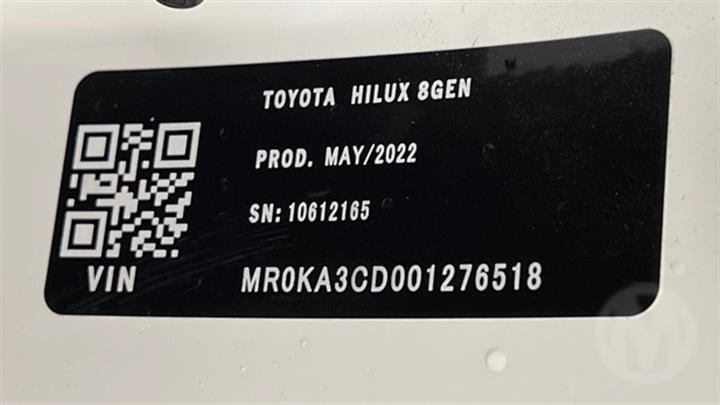 TOYOTA HILUX 8GEN
PROD. MAY/2022
SN: 10612165
VIN MR0KA3CD001276518
M